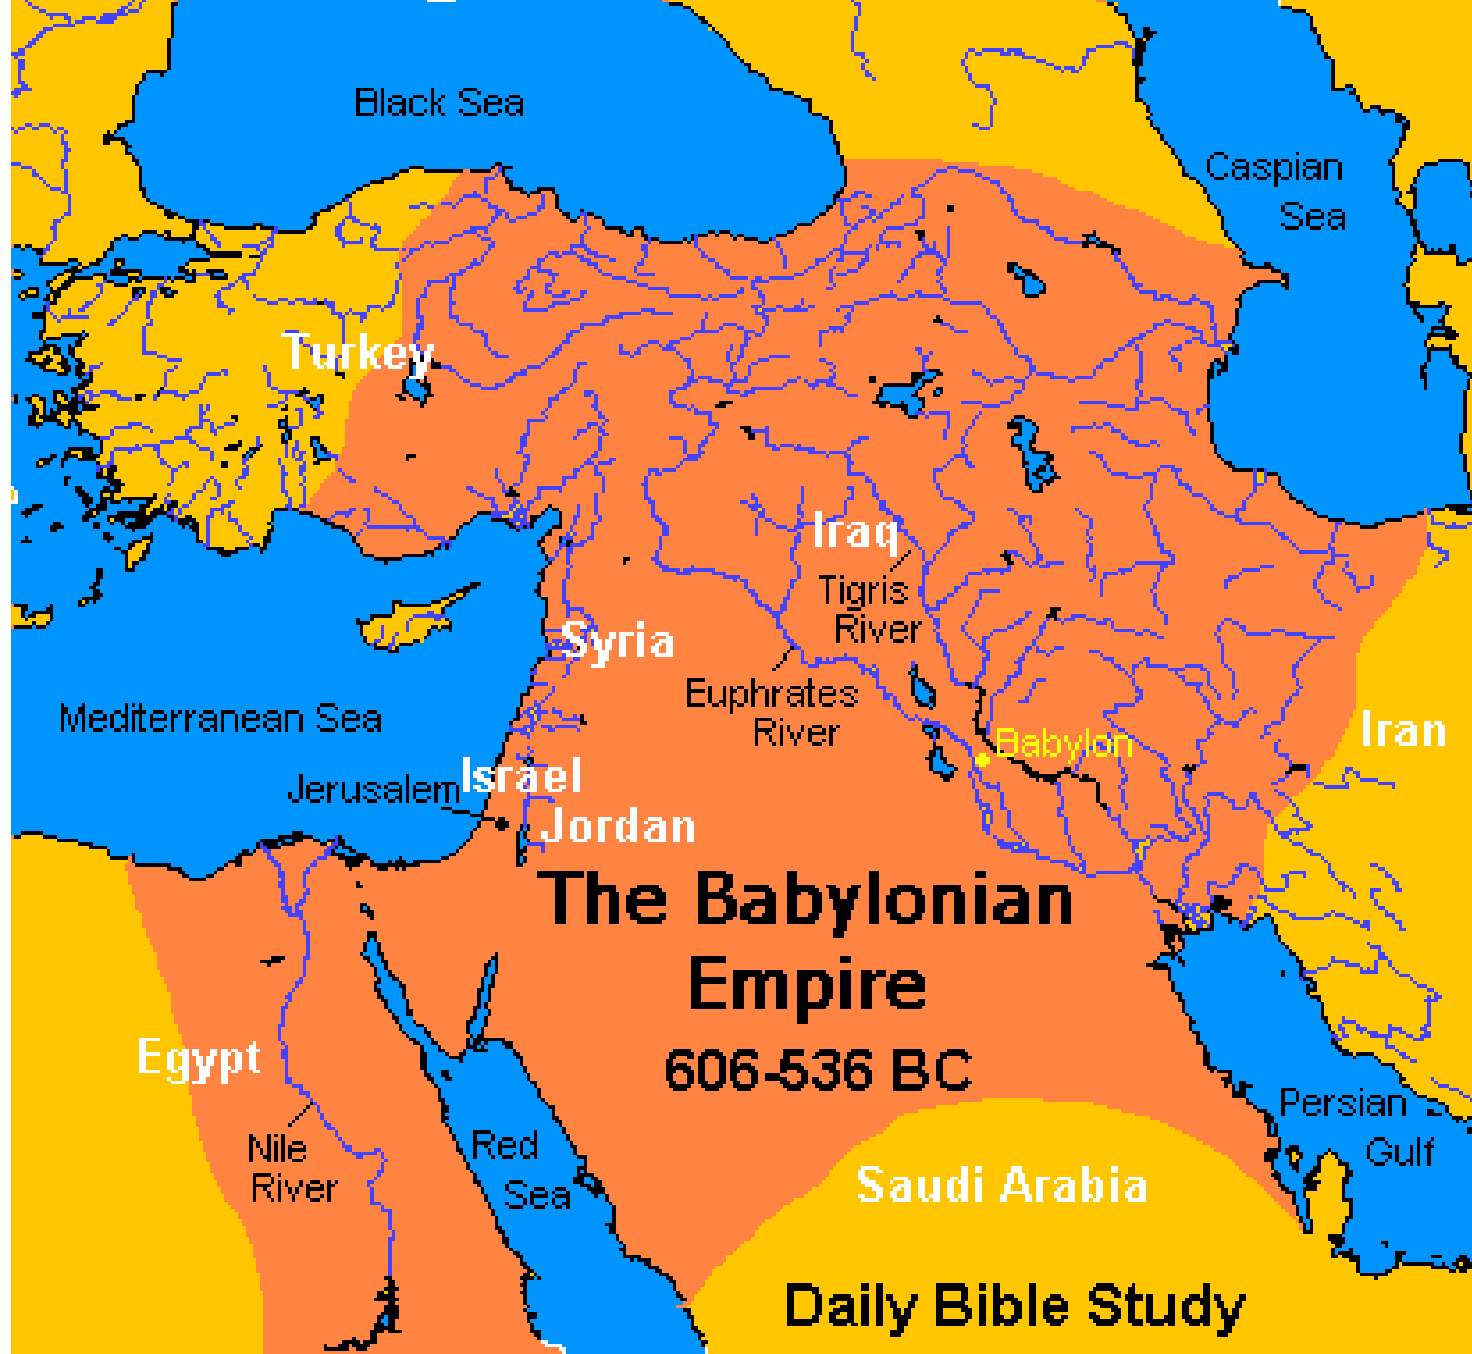 Black Sea
Caspian
Sea
Turkey
Iraq
Tigris
River
Syria
Euphrates
River
Mediterranean Sea
Iran
Babylon
Israel
Jerusalem
Jordan
The Babylonian
Empire
606-536 BC
Egypt
Nile
River
Red
Sea
Persian
Gulf
Saudi Arabia
Daily Bible Study